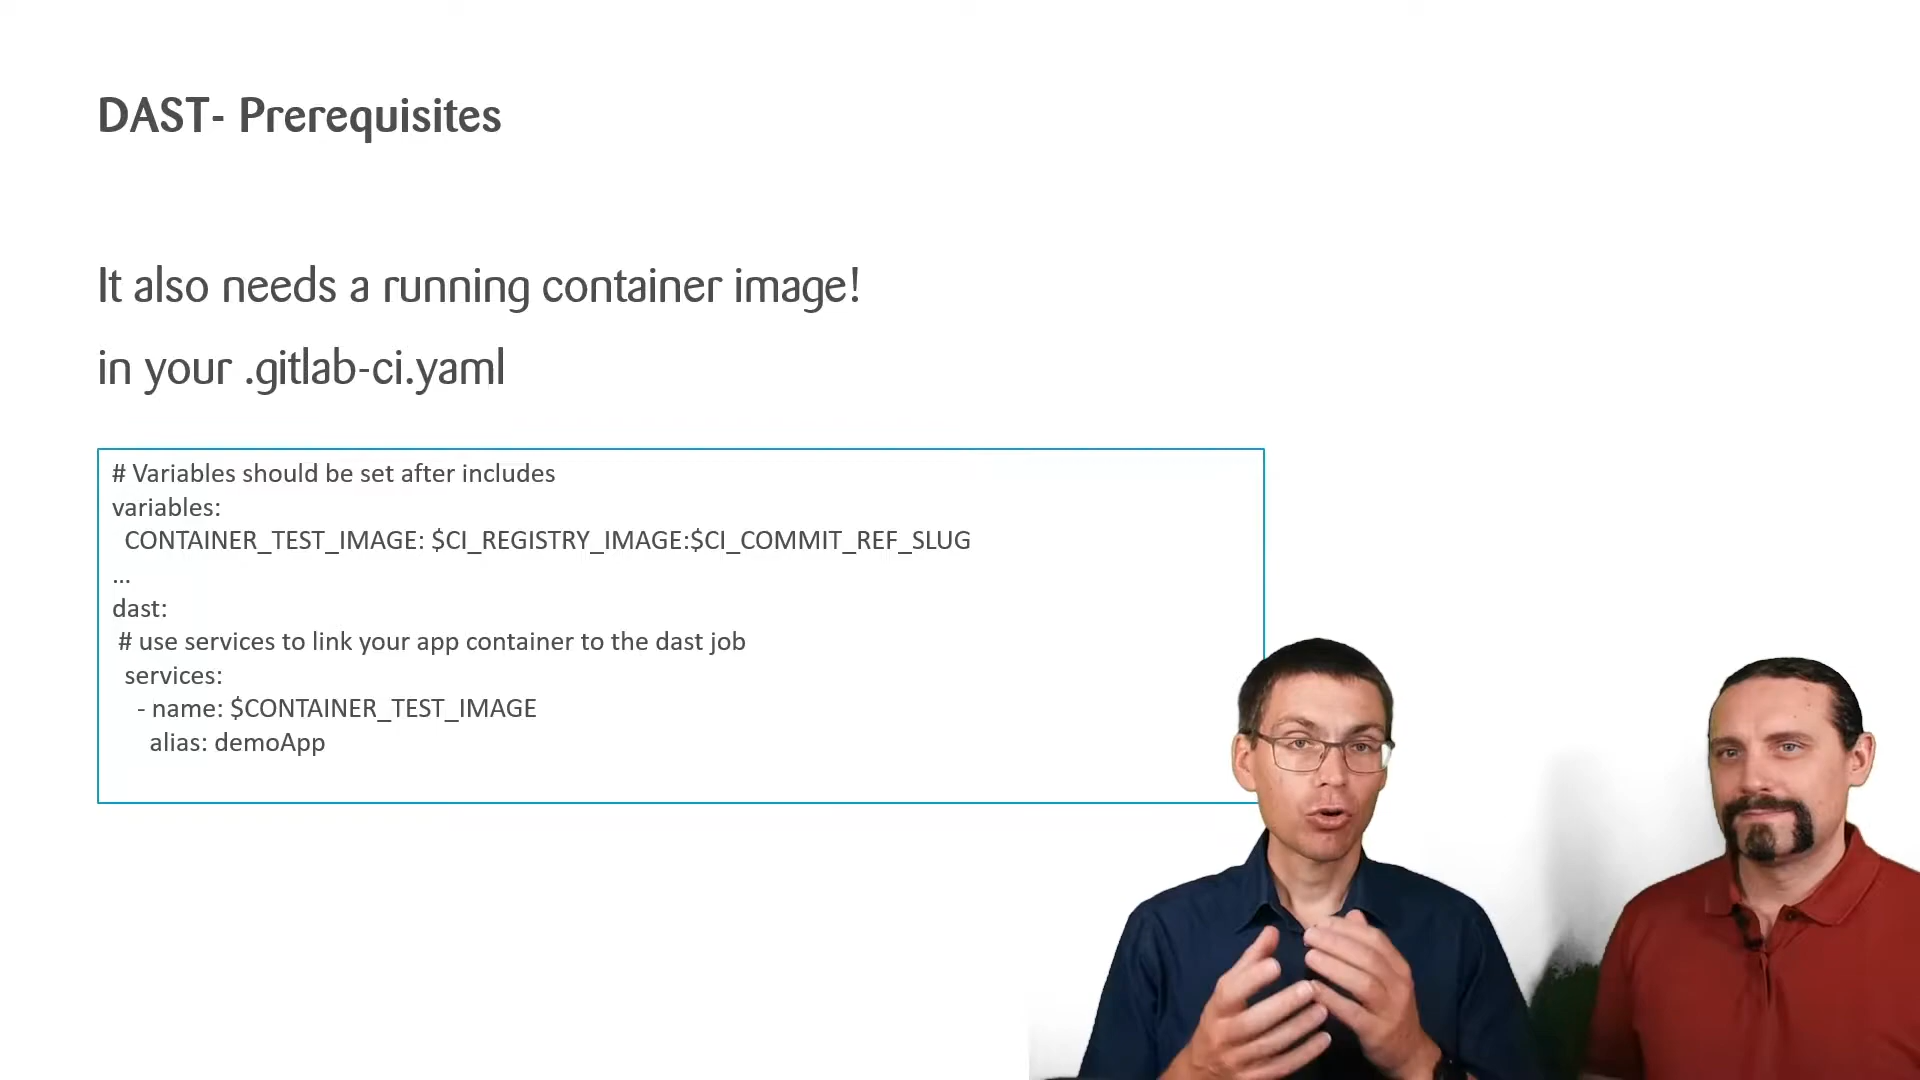 DAST- Prerequisites
It also needs a running container image!
in your .gitlab-ci.yaml
# Variables should be set after includes
variables:
CONTAINER_TEST_IMAGE: $CI_REGISTRY_IMAGE:$CI_COMMIT_REF_SLUG
...
dast:
# use services to link your app container to the dast job
services:
- name: $CONTAINER_TEST_IMAGE
alias: demoApp